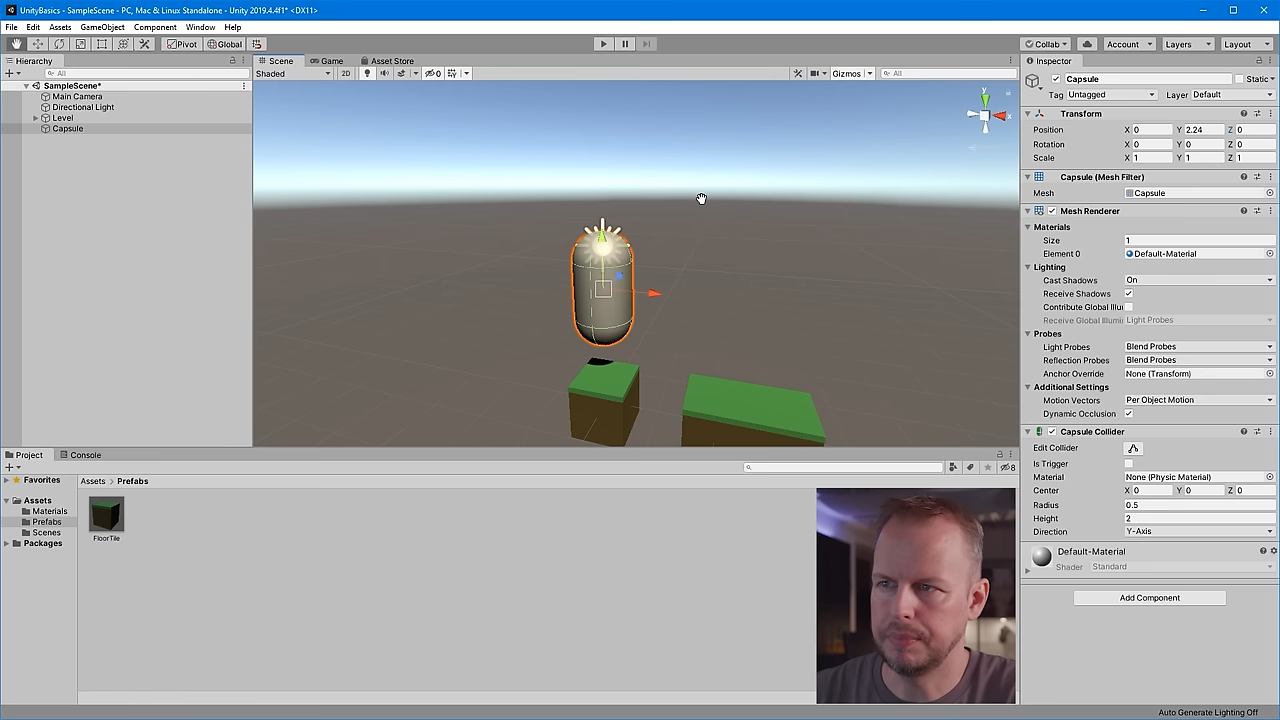 UnityBasics - SampleScene - PC, Mac & Linux Standalone - Unity 2019.4.4f1* <DX11>
File Edit Assets GameObject Component Window Help
Pivot Global Collab Account Layers Layout
Hierarchy
All
SampleScene*
Main Camera
Directional Light
Level
Capsule
Scene Game Asset Store
Shaded 2D 0 Gizmos All
y
x
Inspector
Capsule Static
Tag Untagged Layer Default
Transform
Position X 0 Y 2.24 Z 0
Rotation X 0 Y 0 Z 0
Scale X 1 Y 1 Z 1
Capsule (Mesh Filter)
Mesh Capsule
Mesh Renderer
Materials
Size 1
Element 0 Default-Material
Lighting
Cast Shadows On
Receive Shadows
Contribute Global Illu
Receive Global Illumi Light Probes
Probes
Light Probes Blend Probes
Reflection Probes Blend Probes
Anchor Override None (Transform)
Additional Settings
Motion Vectors Per Object Motion
Dynamic Occlusion
Capsule Collider
Edit Collider
Is Trigger
Material None (Physic Material)
Center X 0 Y 0 Z 0
Radius 0.5
Height 2
Direction Y-Axis
Default-Material
Shader Standard
Add Component
Project Console
8
Favorites
Assets
Materials
Prefabs
Scenes
Packages
Assets > Prefabs
FloorTile
Auto Generate Lighting Off